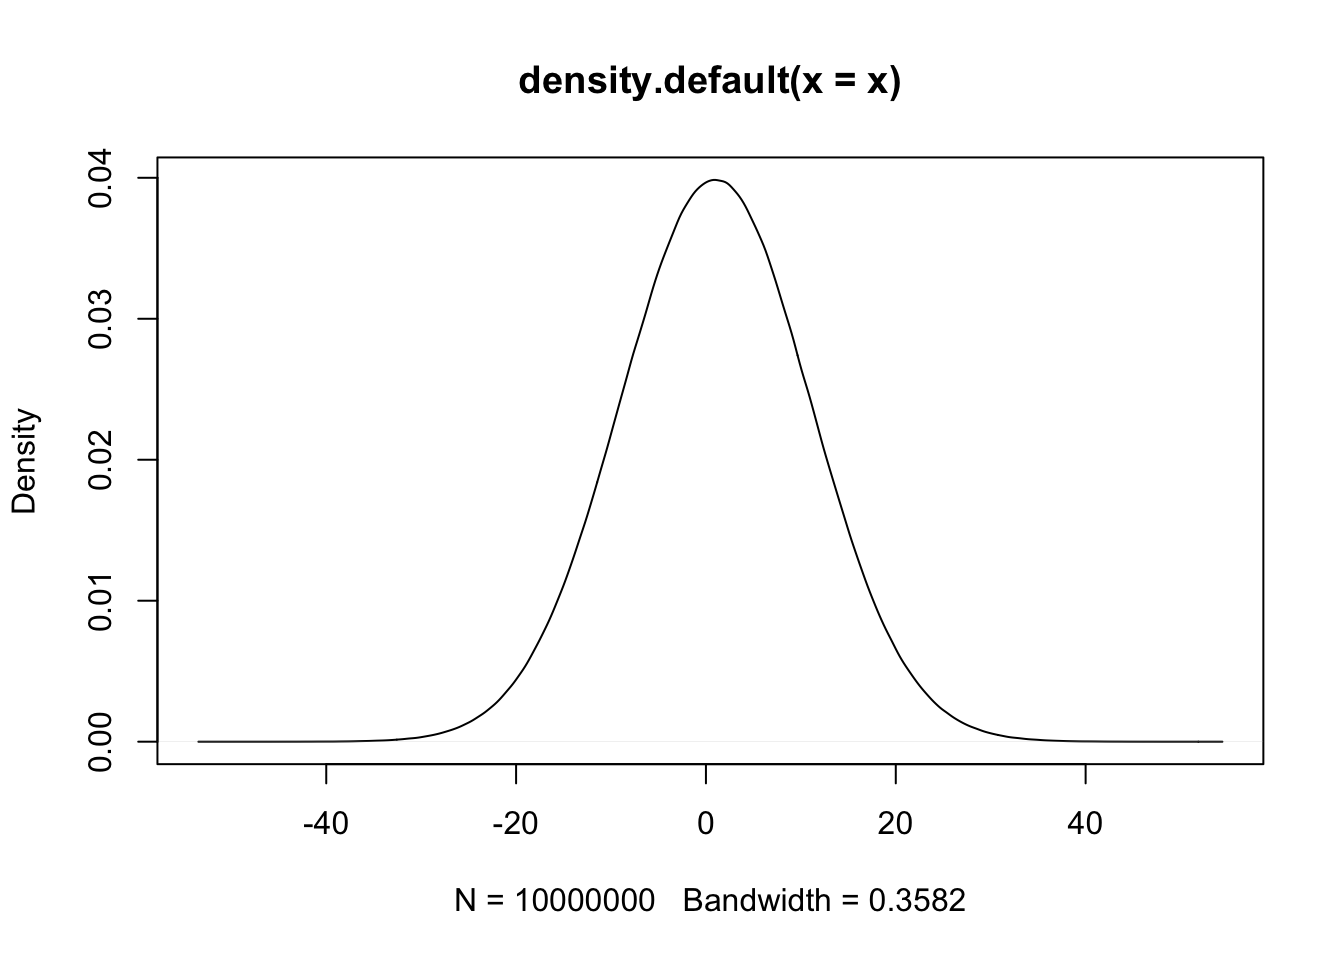 density.default(x = x)
Density
0.04
0.03
0.02
0.01
0.00
-40 -20 0 20 40
N = 10000000 Bandwidth = 0.3582